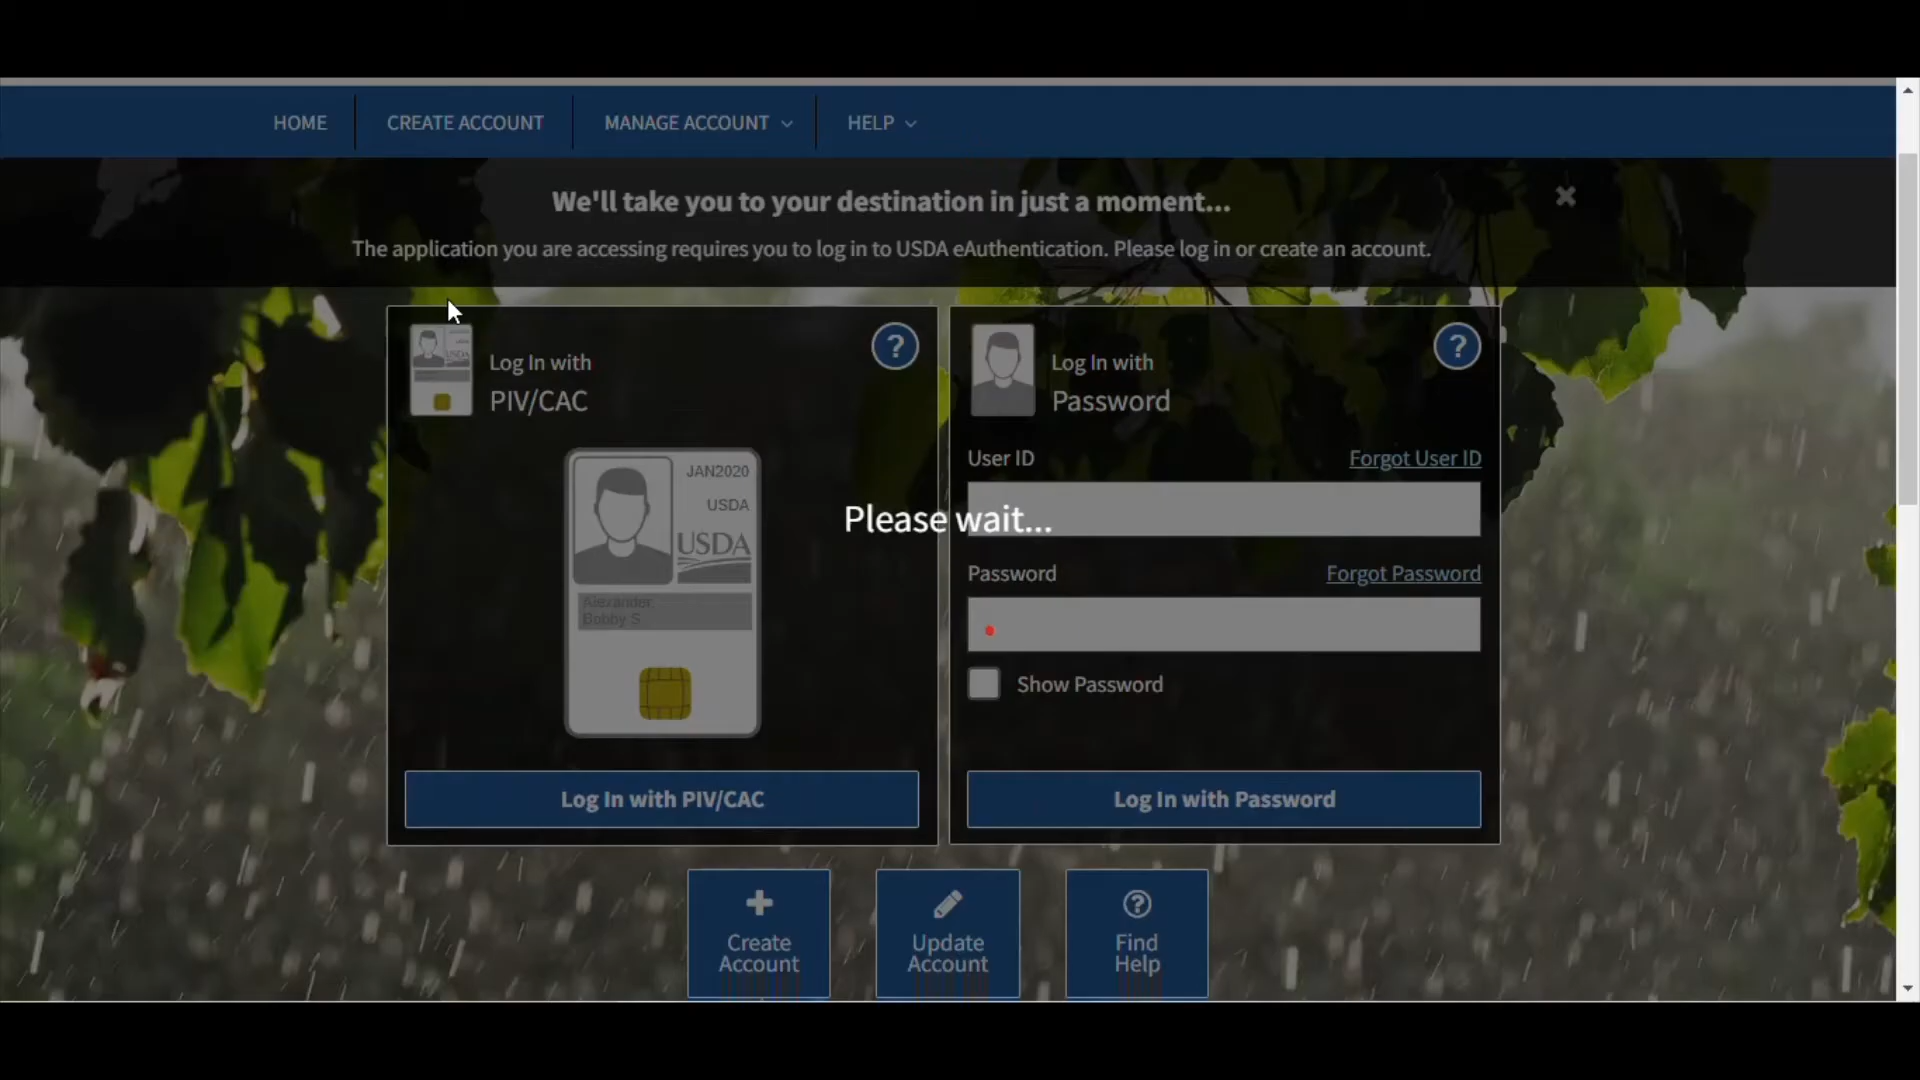 HOME
CREATE ACCOUNT
MANAGE ACCOUNT
HELP
We'll take you to your destination in just a moment...
The application you are accessing requires you to log in to USDA eAuthentication. Please log in or create an account.
Log In with
PIV/CAC
?
JAN2020
USDA
USDA
USDA
Alexander,
Bobby S.
Log In with PIV/CAC
Log In with
Password
?
User ID
Forgot User ID
Please wait...
Password
Forgot Password
Show Password
Log In with Password
Create
Account
Update
Account
?
Find
Help